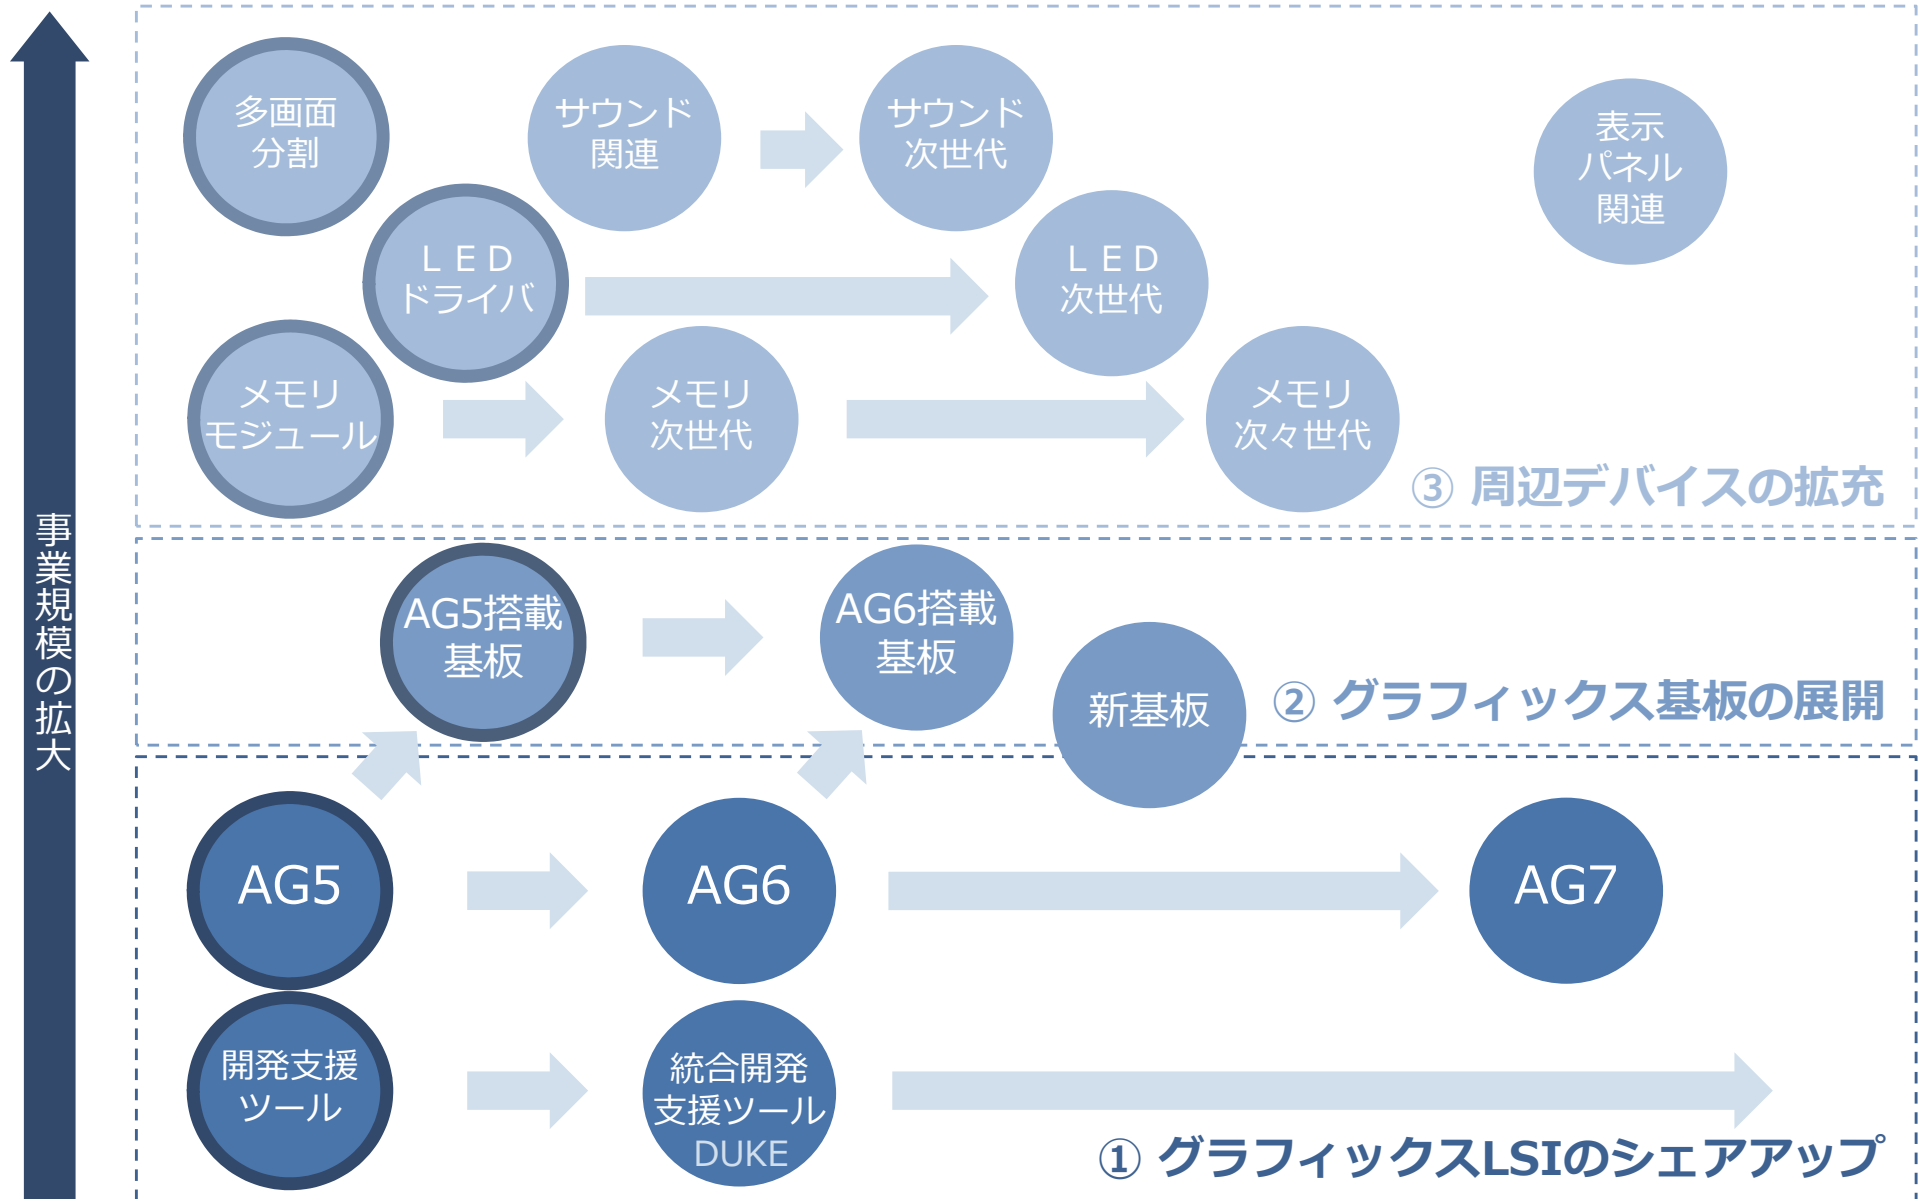 事業規模の拡大
多画面
分割
サウンド
関連
サウンド
次世代
表示
パネル
関連
ＬＥＤ
ドライバ
ＬＥＤ
次世代
メモリ
モジュール
メモリ
次世代
メモリ
次々世代
③ 周辺デバイスの拡充
AG5搭載
基板
AG6搭載
基板
新基板
② グラフィックス基板の展開
AG5
AG6
AG7
開発支援
ツール
統合開発
支援ツール
DUKE
① グラフィックスLSIのシェアアップ